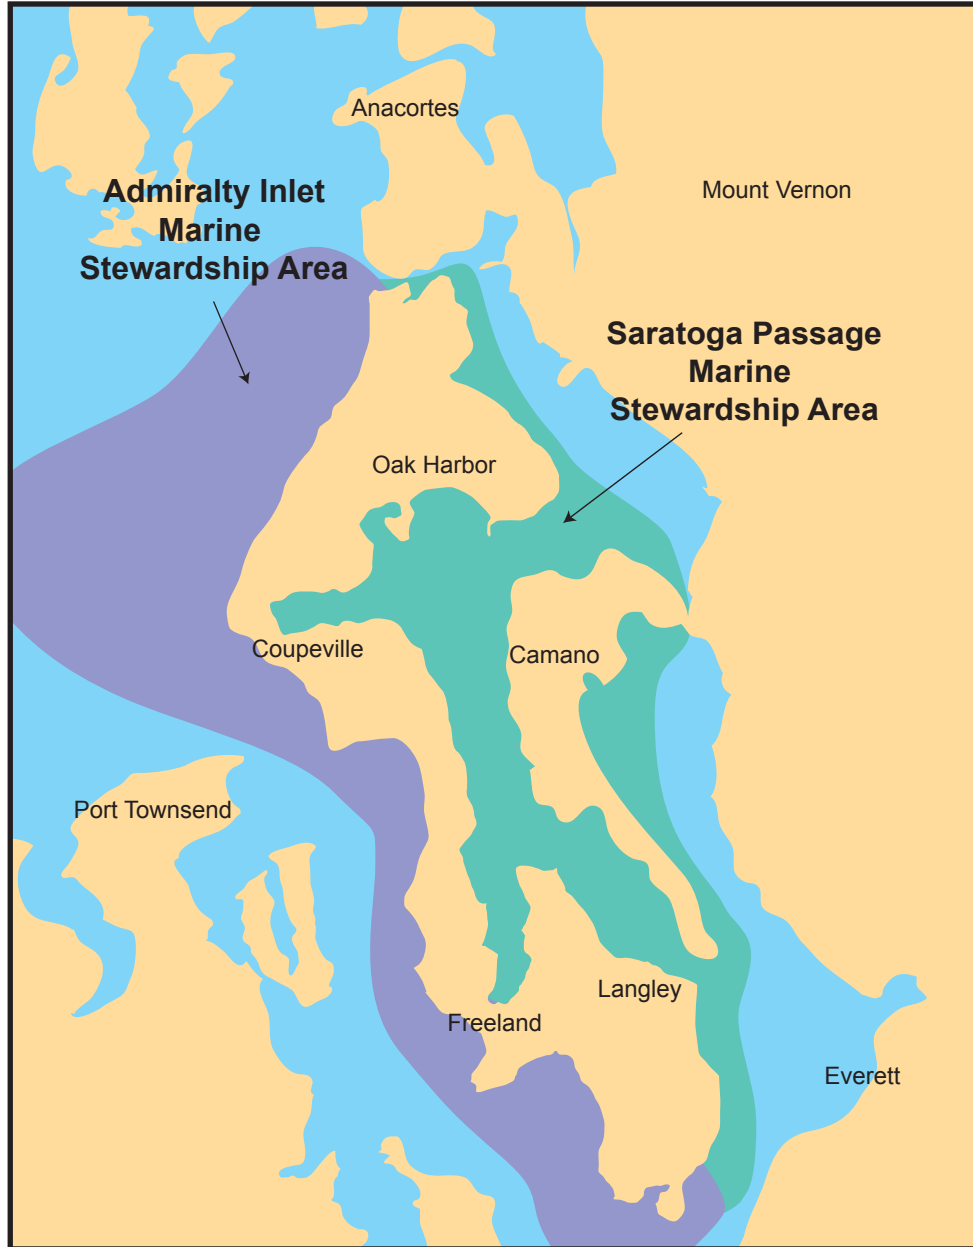 Anacortes
Admiralty Inlet
Marine
Stewardship Area
Mount Vernon
Saratoga Passage
Marine
Stewardship Area
Oak Harbor
Coupeville
Camano
Port Townsend
Langley
Freeland
Everett